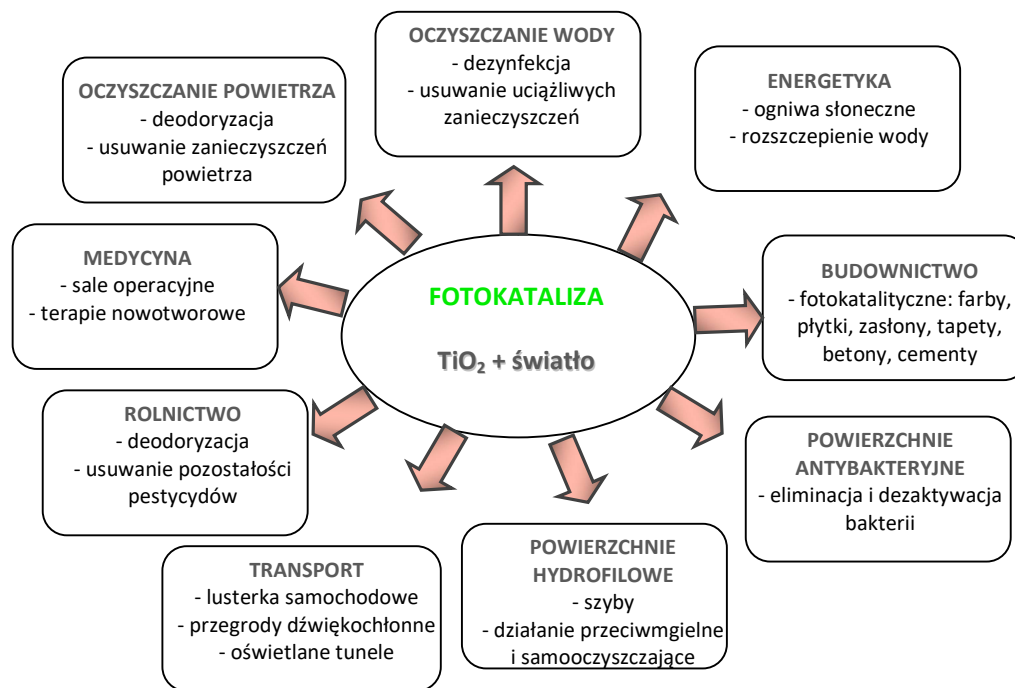 OCZYSZCZANIE WODY
- dezynfekcja
- usuwanie uciążliwych
zanieczyszczeń
OCZYSZCZANIE POWIETRZA
- deodoryzacja
- usuwanie zanieczyszczeń
powietrza
ENERGETYKA
- ogniwa słoneczne
- rozszczepienie wody
MEDYCYNA
- sale operacyjne
- terapie nowotworowe
FOTOKATALIZA
TiO₂ + światło
BUDOWNICTWO
- fotokatalityczne: farby,
płytki, zasłony, tapety,
betony, cementy
ROLNICTWO
- deodoryzacja
- usuwanie pozostałości
pestycydów
POWIERZCHNIE
ANTYBAKTERYJNE
- eliminacja i dezaktywacja
bakterii
TRANSPORT
- lusterka samochodowe
- przegrody dźwiękochłonne
- oświetlane tunele
POWIERZCHNIE
HYDROFILOWE
- szyby
- działanie przeciwmgielne
i samooczyszczające